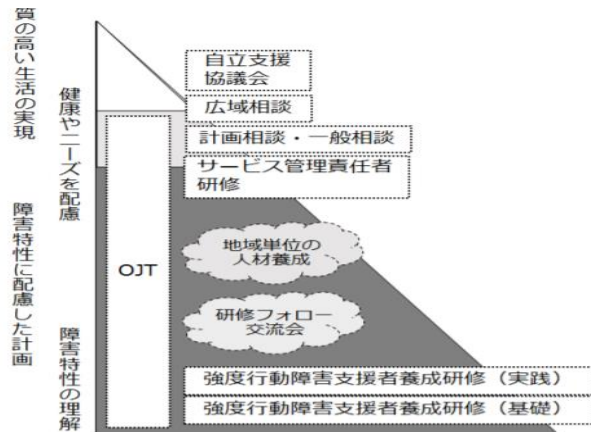 質の高い生活の実現
健康やニーズを配慮
障害特性に配慮した計画
障害特性の理解
自立支援
協議会
広域相談
計画相談・一般相談
サービス管理責任者
研修
OJT
地域単位の
人材養成
研修フォロー
交流会
強度行動障害支援者養成研修（実践）
強度行動障害支援者養成研修（基礎）